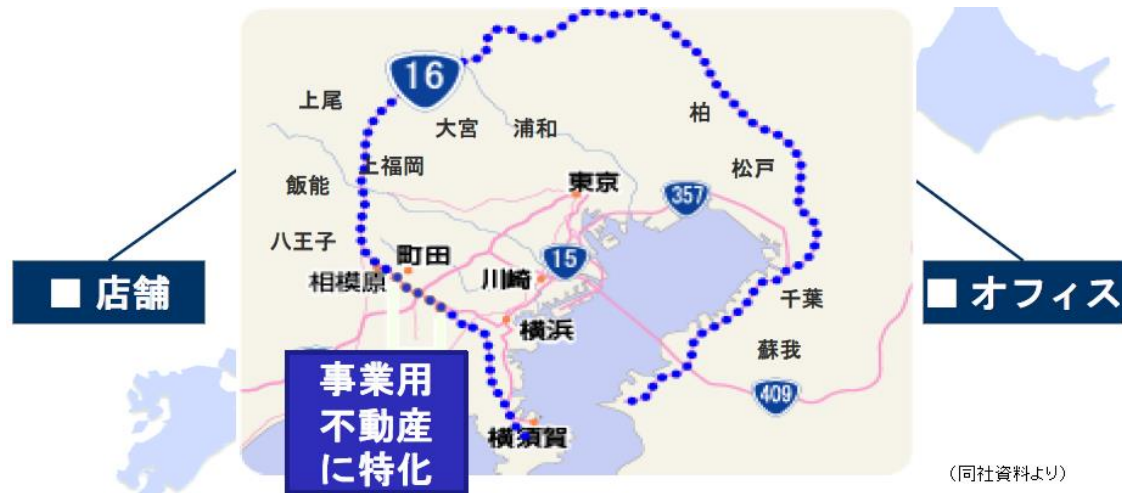 16
上尾
大宮
浦和
柏
上福岡
松戸
飯能
東京
357
八王子
町田
15
相模原
川崎
■ 店舗
■ オフィス
千葉
横浜
蘇我
409
事業用
不動産
に特化
横須賀
(同社資料より)